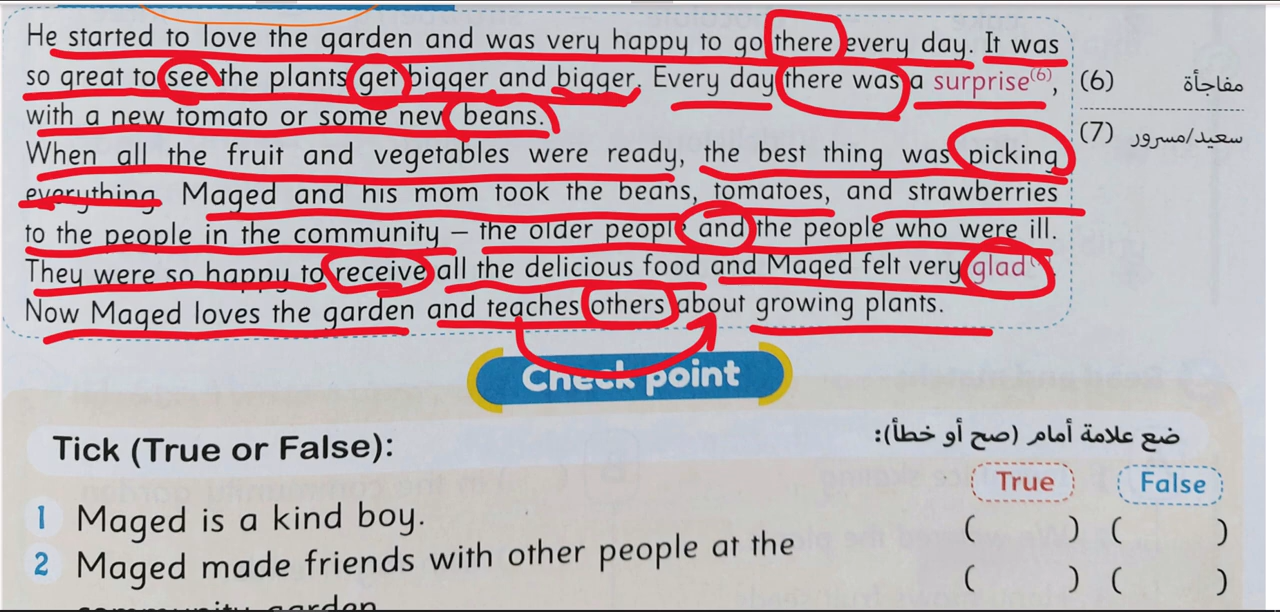 He started to love the garden and was very happy to go there every day. It was
so great to see the plants get bigger and bigger. Every day there was a surprise(6),
(6) مفاجأة
with a new tomato or some new beans.
(7) سعيد/مسرور
When all the fruit and vegetables were ready, the best thing was picking
everything. Maged and his mom took the beans, tomatoes, and strawberries
to the people in the community – the older people and the people who were ill.
They were so happy to receive all the delicious food and Maged felt very glad
Now Maged loves the garden and teaches others about growing plants.
Check point
Tick (True or False):
ضع علامة أمام (صح أو خطأ):
True False
1 Maged is a kind boy. ( ) ( )
2 Maged made friends with other people at the ( ) ( )
community garden